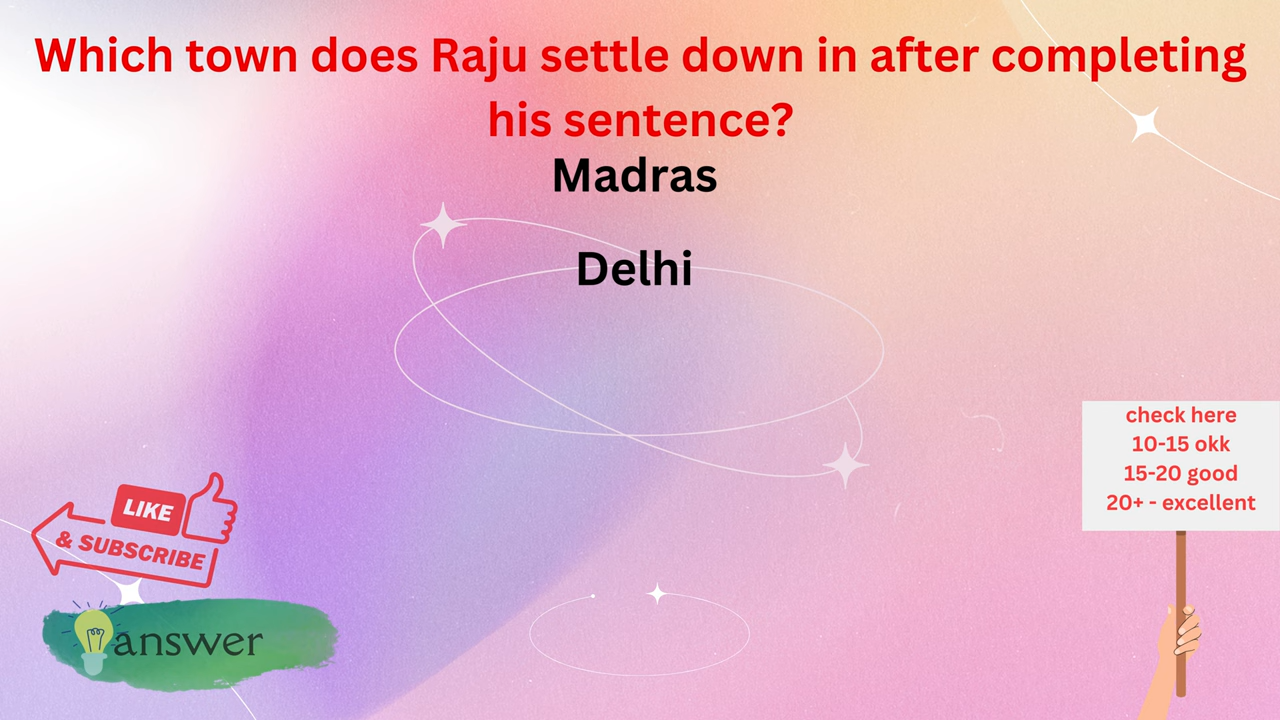 Which town does Raju settle down in after completing
his sentence?
Madras
Delhi
check here
10-15 okk
15-20 good
20+ - excellent
LIKE
& SUBSCRIBE
answer